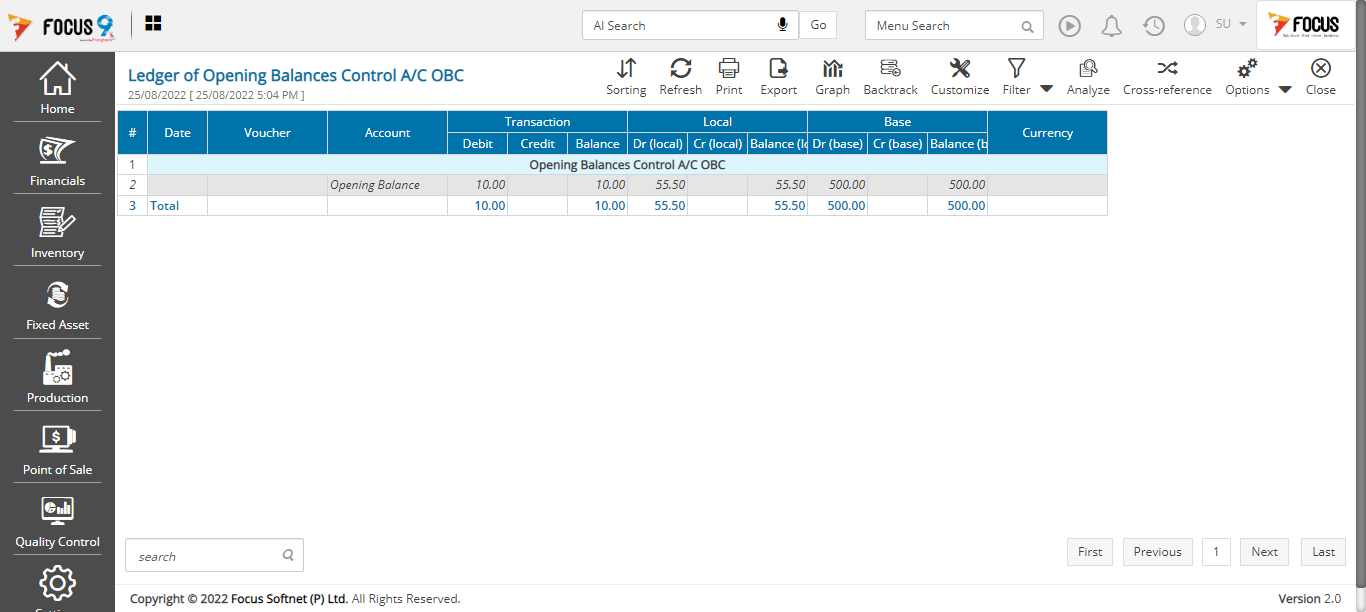 FOCUS 9
AI Search
Go
Menu Search
SU
FOCUS
Home
Financials
Inventory
Fixed Asset
Production
Point of Sale
Quality Control
Ledger of Opening Balances Control A/C OBC
25/08/2022 [ 25/08/2022 5:04 PM ]
Sorting Refresh Print Export Graph Backtrack Customize Filter Analyze Cross-reference Options Close
# Date Voucher Account Transaction Local Base Currency
Debit Credit Balance Dr (local) Cr (local) Balance (lo Dr (base) Cr (base) Balance (b
1 Opening Balances Control A/C OBC
2 Opening Balance 10.00 10.00 55.50 55.50 500.00 500.00
3 Total 10.00 10.00 55.50 55.50 500.00 500.00
search
First Previous 1 Next Last
Copyright © 2022 Focus Softnet (P) Ltd. All Rights Reserved.
Version 2.0